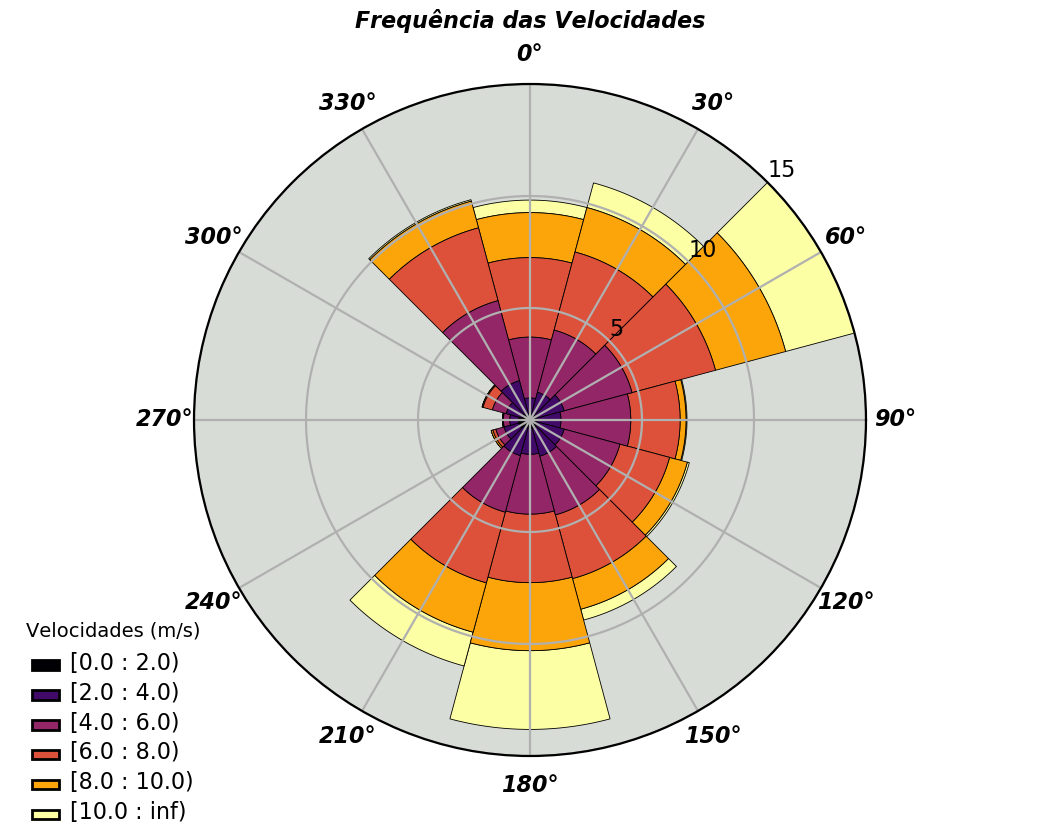 Frequência das Velocidades
0°
330°
30°
15
300°
60°
10
5
270°
90°
240°
120°
210°
150°
180°
Velocidades (m/s)
[0.0 : 2.0)
[2.0 : 4.0)
[4.0 : 6.0)
[6.0 : 8.0)
[8.0 : 10.0)
[10.0 : inf)